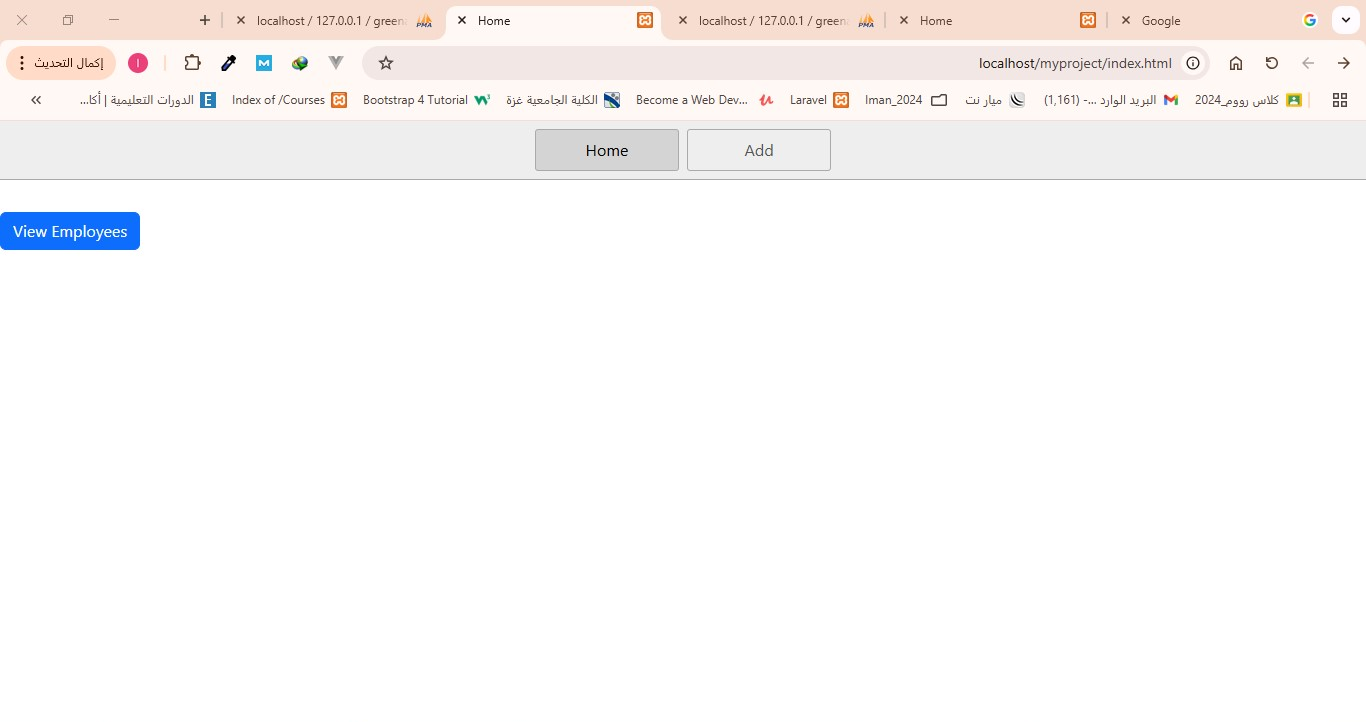 localhost / 127.0.0.1 / green
Home
localhost / 127.0.0.1 / green
Home
Google
إكمال التحديث
I
M
localhost/myproject/index.html
الدورات التعليمية | أكا...
Index of /Courses
Bootstrap 4 Tutorial
الكلية الجامعية غزة
Become a Web Dev...
Laravel
Iman_2024
ميار نت
البريد الوارد ...- (1,161)
كلاس رووم_2024
Home
Add
View Employees